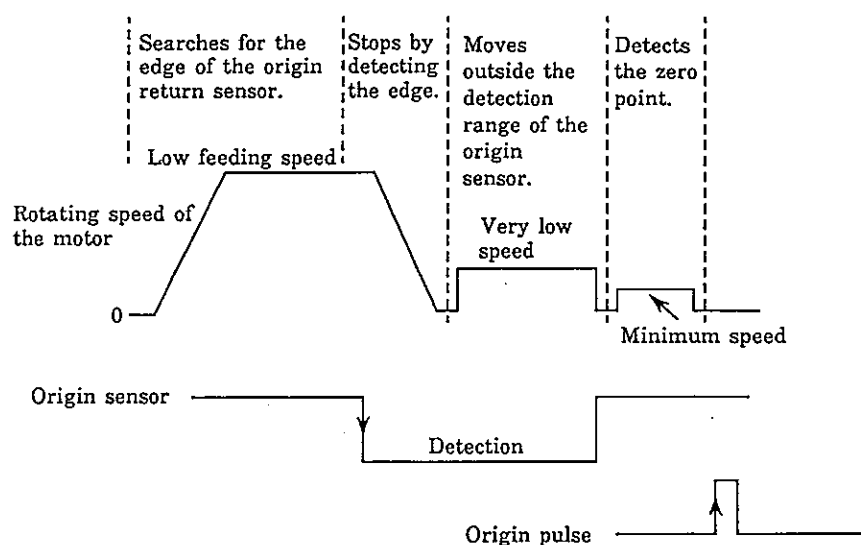 Searches for the
edge of the origin
return sensor.
Stops by
detecting
the edge.
Moves
outside the
detection
range of the
origin
sensor.
Detects
the zero
point.
Low feeding speed
Rotating speed of
the motor
Very low
speed
0
Minimum speed
Origin sensor
Detection
Origin pulse